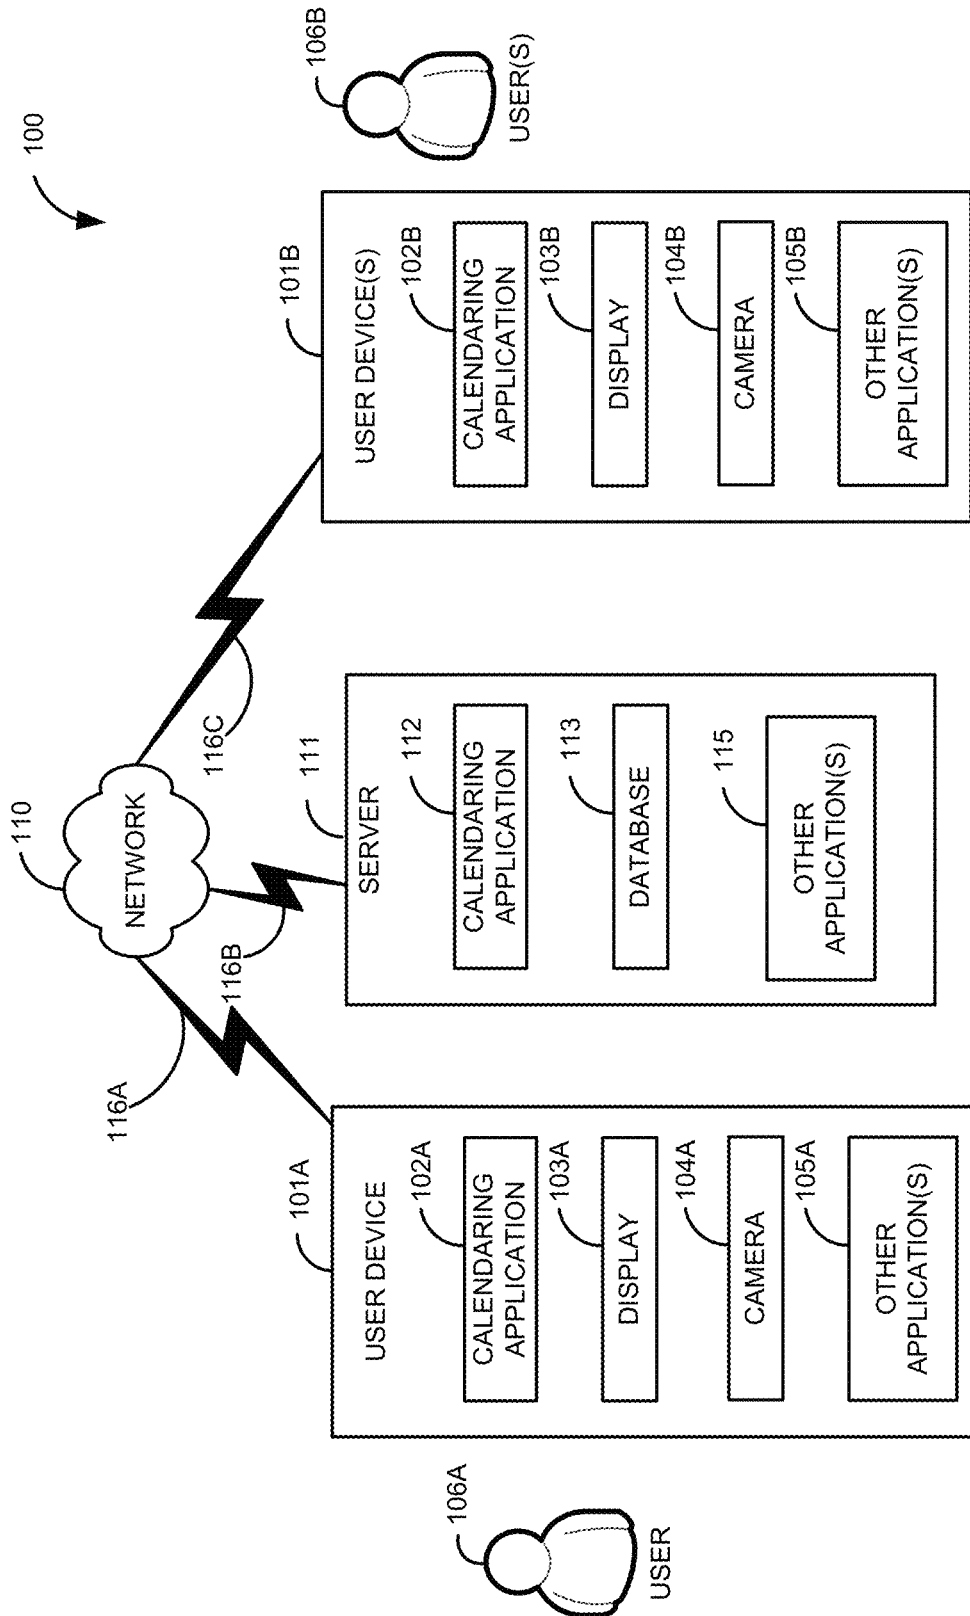 100
110
NETWORK
116A
116B
116C
106A
USER
101A
USER DEVICE
102A
CALENDARING
APPLICATION
103A
DISPLAY
104A
CAMERA
105A
OTHER
APPLICATION(S)
111
SERVER
112
CALENDARING
APPLICATION
113
DATABASE
115
OTHER
APPLICATION(S)
101B
USER DEVICE(S)
102B
CALENDARING
APPLICATION
103B
DISPLAY
104B
CAMERA
105B
OTHER
APPLICATION(S)
106B
USER(S)